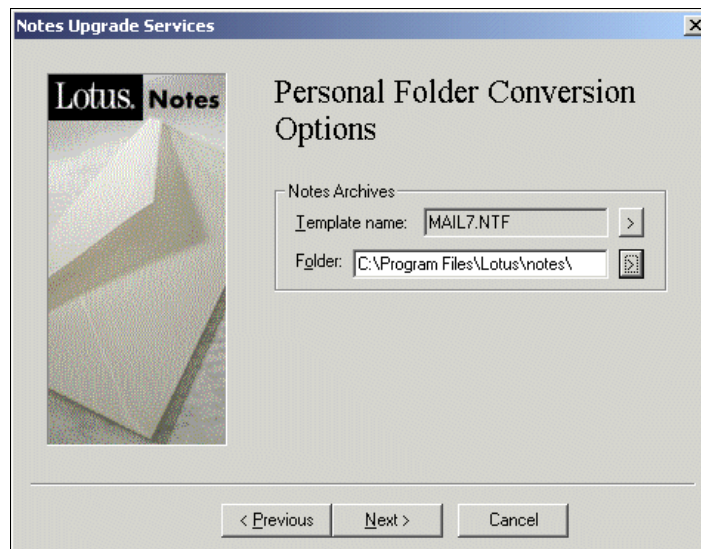 Notes Upgrade Services
Lotus. Notes
Personal Folder Conversion
Options
Notes Archives
Template name: MAIL7.NTF >
Folder: C:\Program Files\Lotus\notes\ >
< Previous Next > Cancel